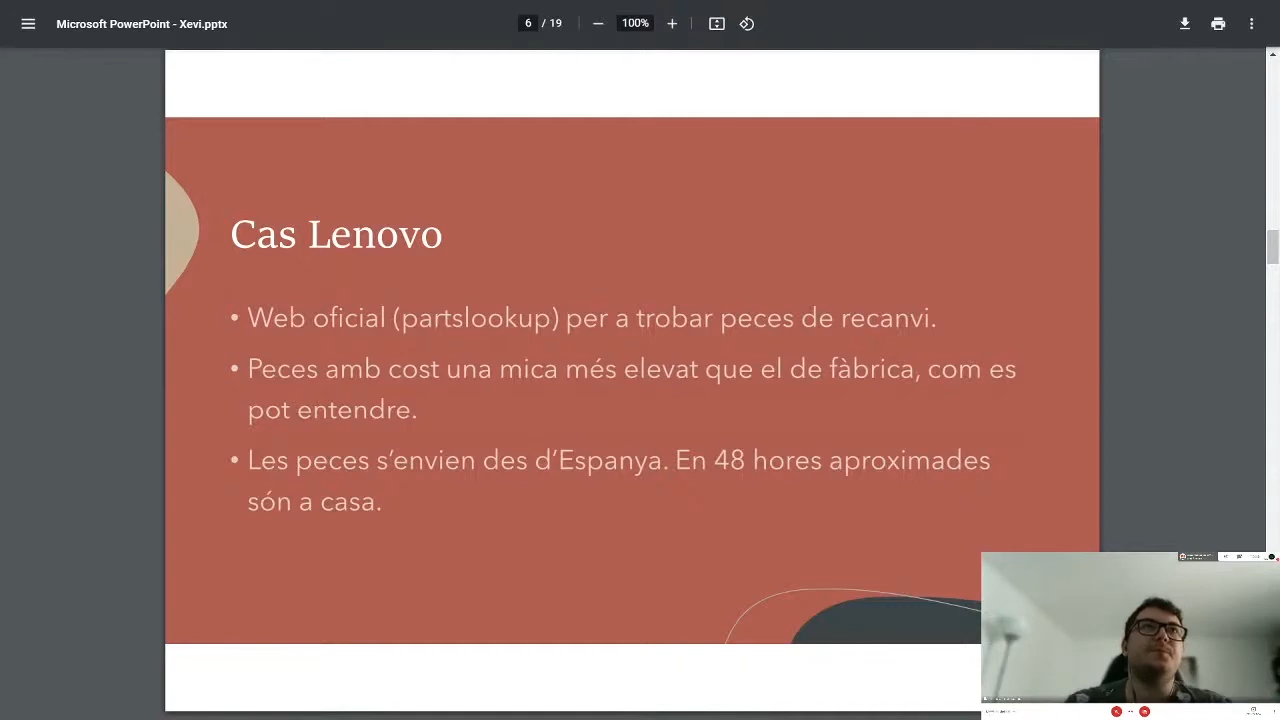 Microsoft PowerPoint - Xevi.pptx
6 / 19
100%
Cas Lenovo
• Web oficial (partslookup) per a trobar peces de recanvi.
• Peces amb cost una mica més elevat que el de fàbrica, com es
pot entendre.
• Les peces s’envien des d’Espanya. En 48 hores aproximades
són a casa.